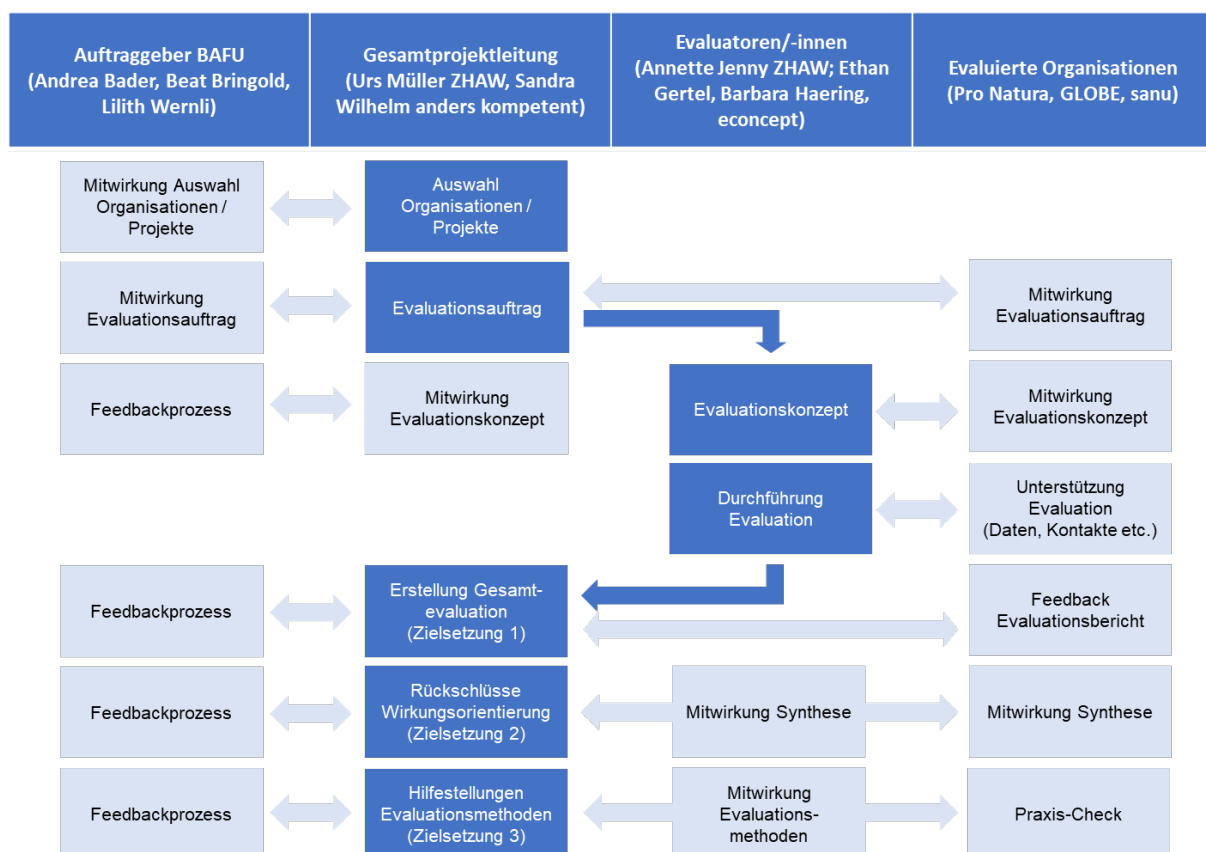 Auftraggeber BAFU
(Andrea Bader, Beat Bringold,
Lilith Wernli)
Gesamtprojektleitung
(Urs Müller ZHAW, Sandra
Wilhelm anders kompetent)
Evaluatoren/-innen
(Annette Jenny ZHAW; Ethan
Gertel, Barbara Haering,
econcept)
Evaluierte Organisationen
(Pro Natura, GLOBE, sanu)
Mitwirkung Auswahl
Organisationen /
Projekte
Auswahl
Organisationen /
Projekte
Mitwirkung
Evaluationsauftrag
Evaluationsauftrag
Mitwirkung
Evaluationsauftrag
Feedbackprozess
Mitwirkung
Evaluationskonzept
Evaluationskonzept
Mitwirkung
Evaluationskonzept
Durchführung
Evaluation
Unterstützung
Evaluation
(Daten, Kontakte etc.)
Feedbackprozess
Erstellung Gesamt-
evaluation
(Zielsetzung 1)
Feedback
Evaluationsbericht
Feedbackprozess
Rückschlüsse
Wirkungsorientierung
(Zielsetzung 2)
Mitwirkung Synthese
Mitwirkung Synthese
Feedbackprozess
Hilfestellungen
Evaluationsmethoden
(Zielsetzung 3)
Mitwirkung
Evaluations-
methoden
Praxis-Check